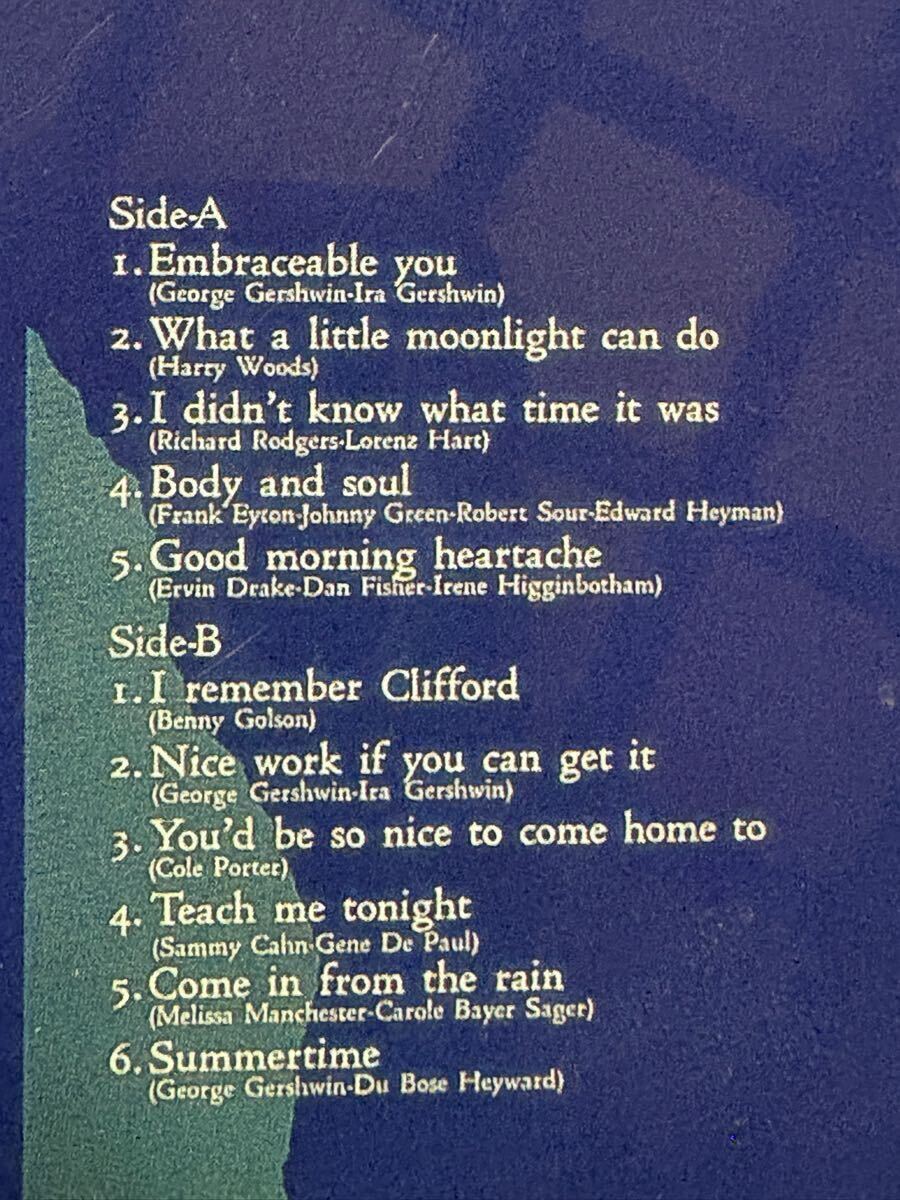 Side-A
1. Embraceable you
(George Gershwin-Ira Gershwin)
2. What a little moonlight can do
(Harry Woods)
3. I didn't know what time it was
(Richard Rodgers-Lorenz Hart)
4. Body and soul
(Frank Eyton-Johnny Green-Robert Sour-Edward Heyman)
5. Good morning heartache
(Ervin Drake-Dan Fisher-Irene Higginbotham)
Side-B
1. I remember Clifford
(Benny Golson)
2. Nice work if you can get it
(George Gershwin-Ira Gershwin)
3. You'd be so nice to come home to
(Cole Porter)
4. Teach me tonight
(Sammy Cahn-Gene De Paul)
5. Come in from the rain
(Melissa Manchester-Carole Bayer Sager)
6. Summertime
(George Gershwin-Du Bose Heyward)